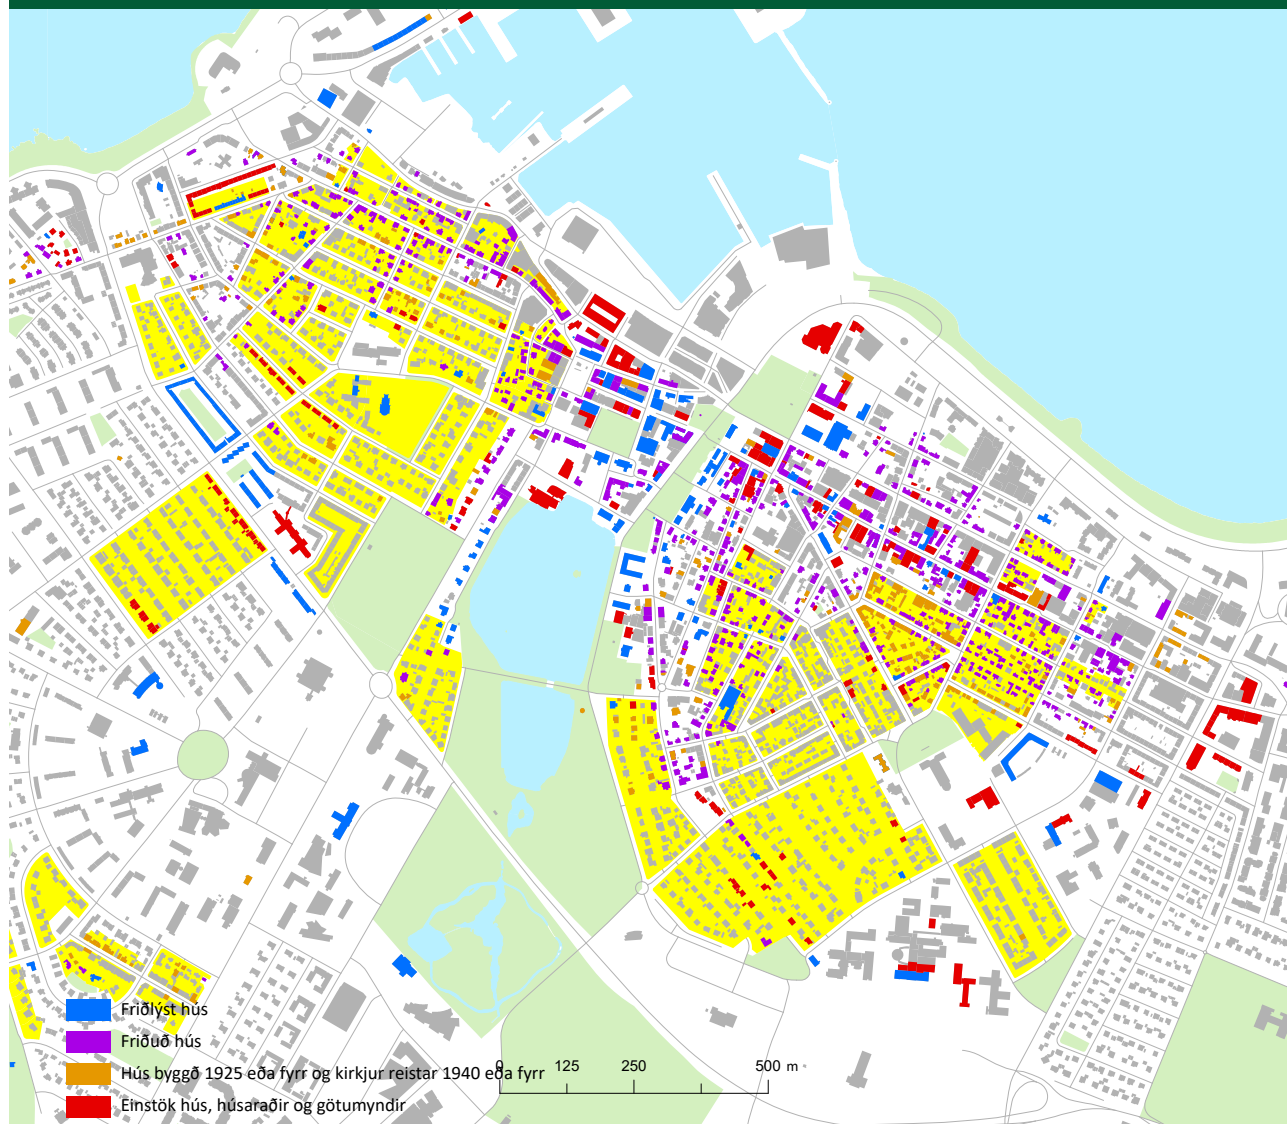 Friðlýst hús
Friðuð hús
Hús byggð 1925 eða fyrr og kirkjur reistar 1940 eða fyrr
Einstök hús, húsaraðir og götumyndir
0 125 250 500 m